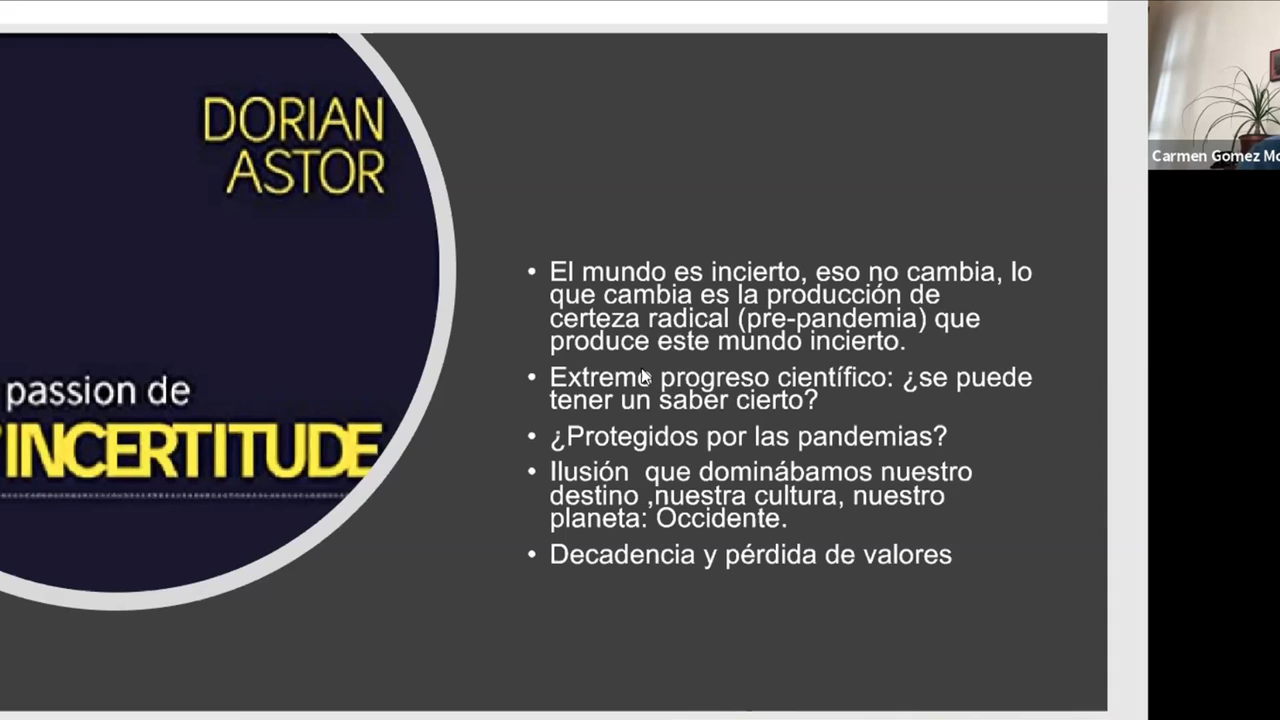 DORIAN
ASTOR
passion de
'INCERTITUDE
• El mundo es incierto, eso no cambia, lo
que cambia es la producción de
certeza radical (pre-pandemia) que
produce este mundo incierto.
• Extremo progreso científico: ¿se puede
tener un saber cierto?
• ¿Protegidos por las pandemias?
• Ilusión que dominábamos nuestro
destino ,nuestra cultura, nuestro
planeta: Occidente.
• Decadencia y pérdida de valores
Carmen Gomez